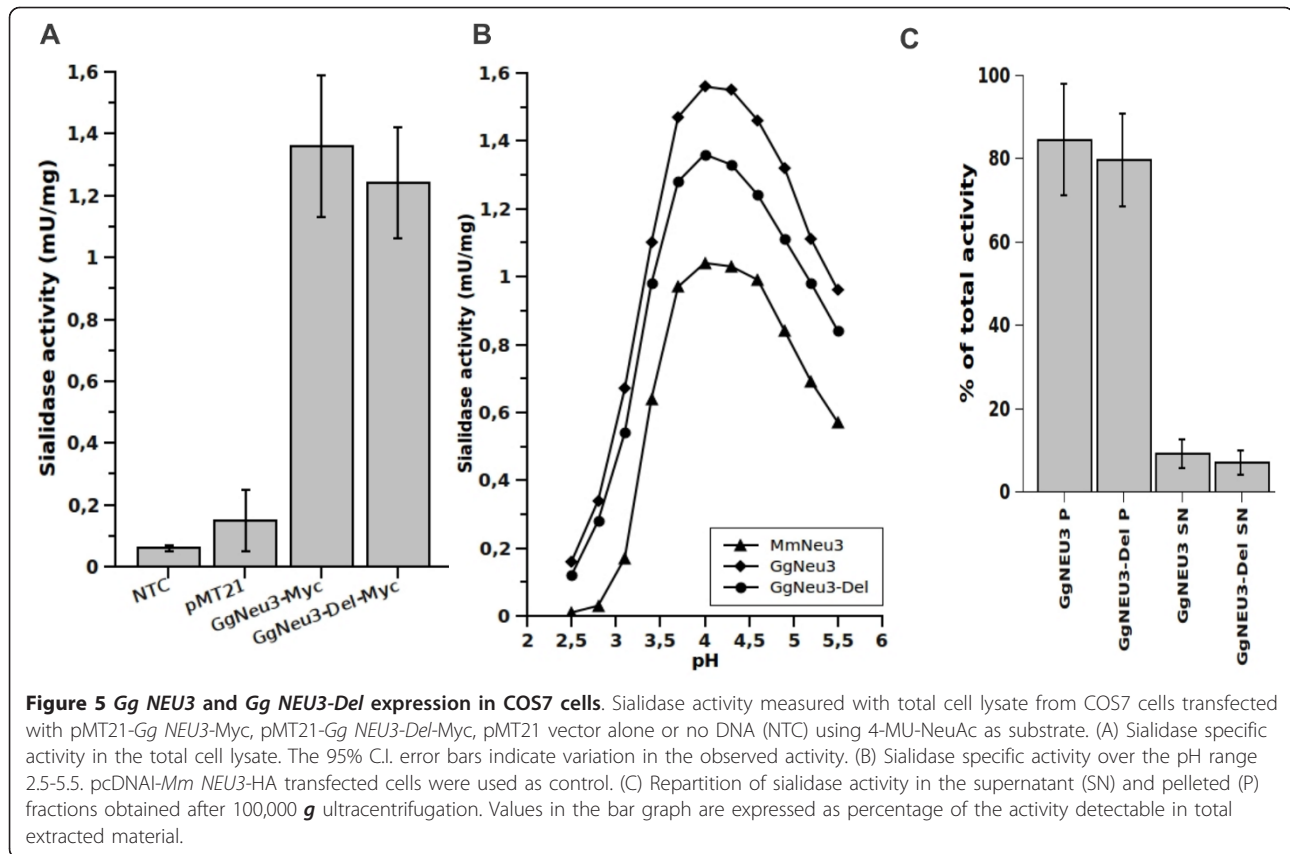 A
Sialidase activity (mU/mg)
1,6
1,4
1,2
1
0,8
0,6
0,4
0,2
0
NTC
pMT21
GgNeu3-Myc
GgNeu3-Del-Myc
B
Sialidase activity (mU/mg)
1,6
1,4
1,2
1
0,8
0,6
0,4
0,2
0
2 2,5 3 3,5 4 4,5 5 5,5 6
pH
MmNeu3
GgNeu3
GgNeu3-Del
C
% of total activity
100
80
60
40
20
0
GgNEU3 P
GgNEU3-Del P
GgNEU3 SN
GgNEU3-Del SN
Figure 5 Gg NEU3 and Gg NEU3-Del expression in COS7 cells. Sialidase activity measured with total cell lysate from COS7 cells transfected
with pMT21-Gg NEU3-Myc, pMT21-Gg NEU3-Del-Myc, pMT21 vector alone or no DNA (NTC) using 4-MU-NeuAc as substrate. (A) Sialidase specific
activity in the total cell lysate. The 95% C.I. error bars indicate variation in the observed activity. (B) Sialidase specific activity over the pH range
2.5-5.5. pcDNAI-Mm NEU3-HA transfected cells were used as control. (C) Repartition of sialidase activity in the supernatant (SN) and pelleted (P)
fractions obtained after 100,000 g ultracentrifugation. Values in the bar graph are expressed as percentage of the activity detectable in total
extracted material.